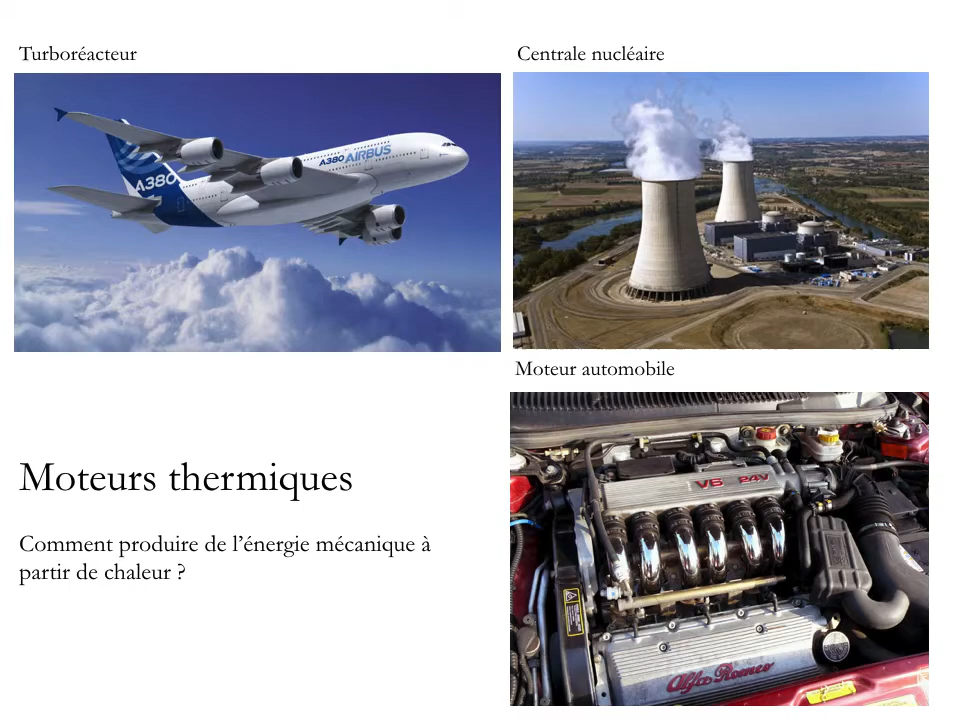 Turboréacteur
Centrale nucléaire
A380 AIRBUS
A380
Moteur automobile
V6 24V
Moteurs thermiques
Comment produire de l’énergie mécanique à
partir de chaleur ?
Alfa Romeo